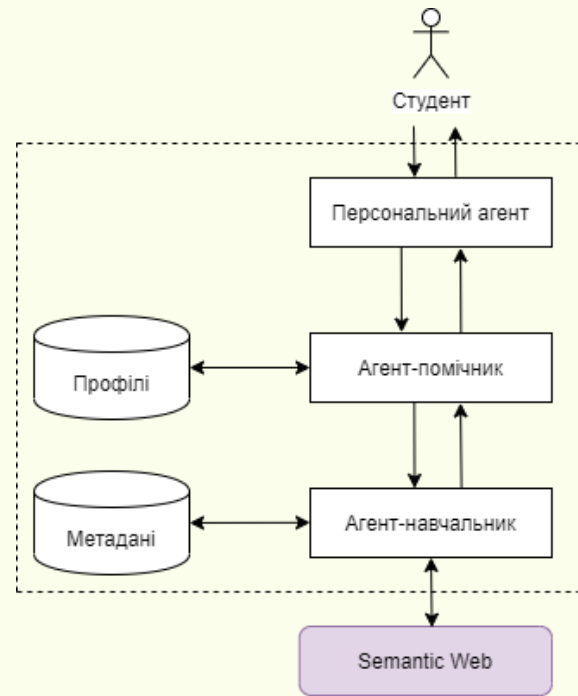 Студент
Персональний агент
Профілі
Агент-помічник
Метадані
Агент-навчальник
Semantic Web